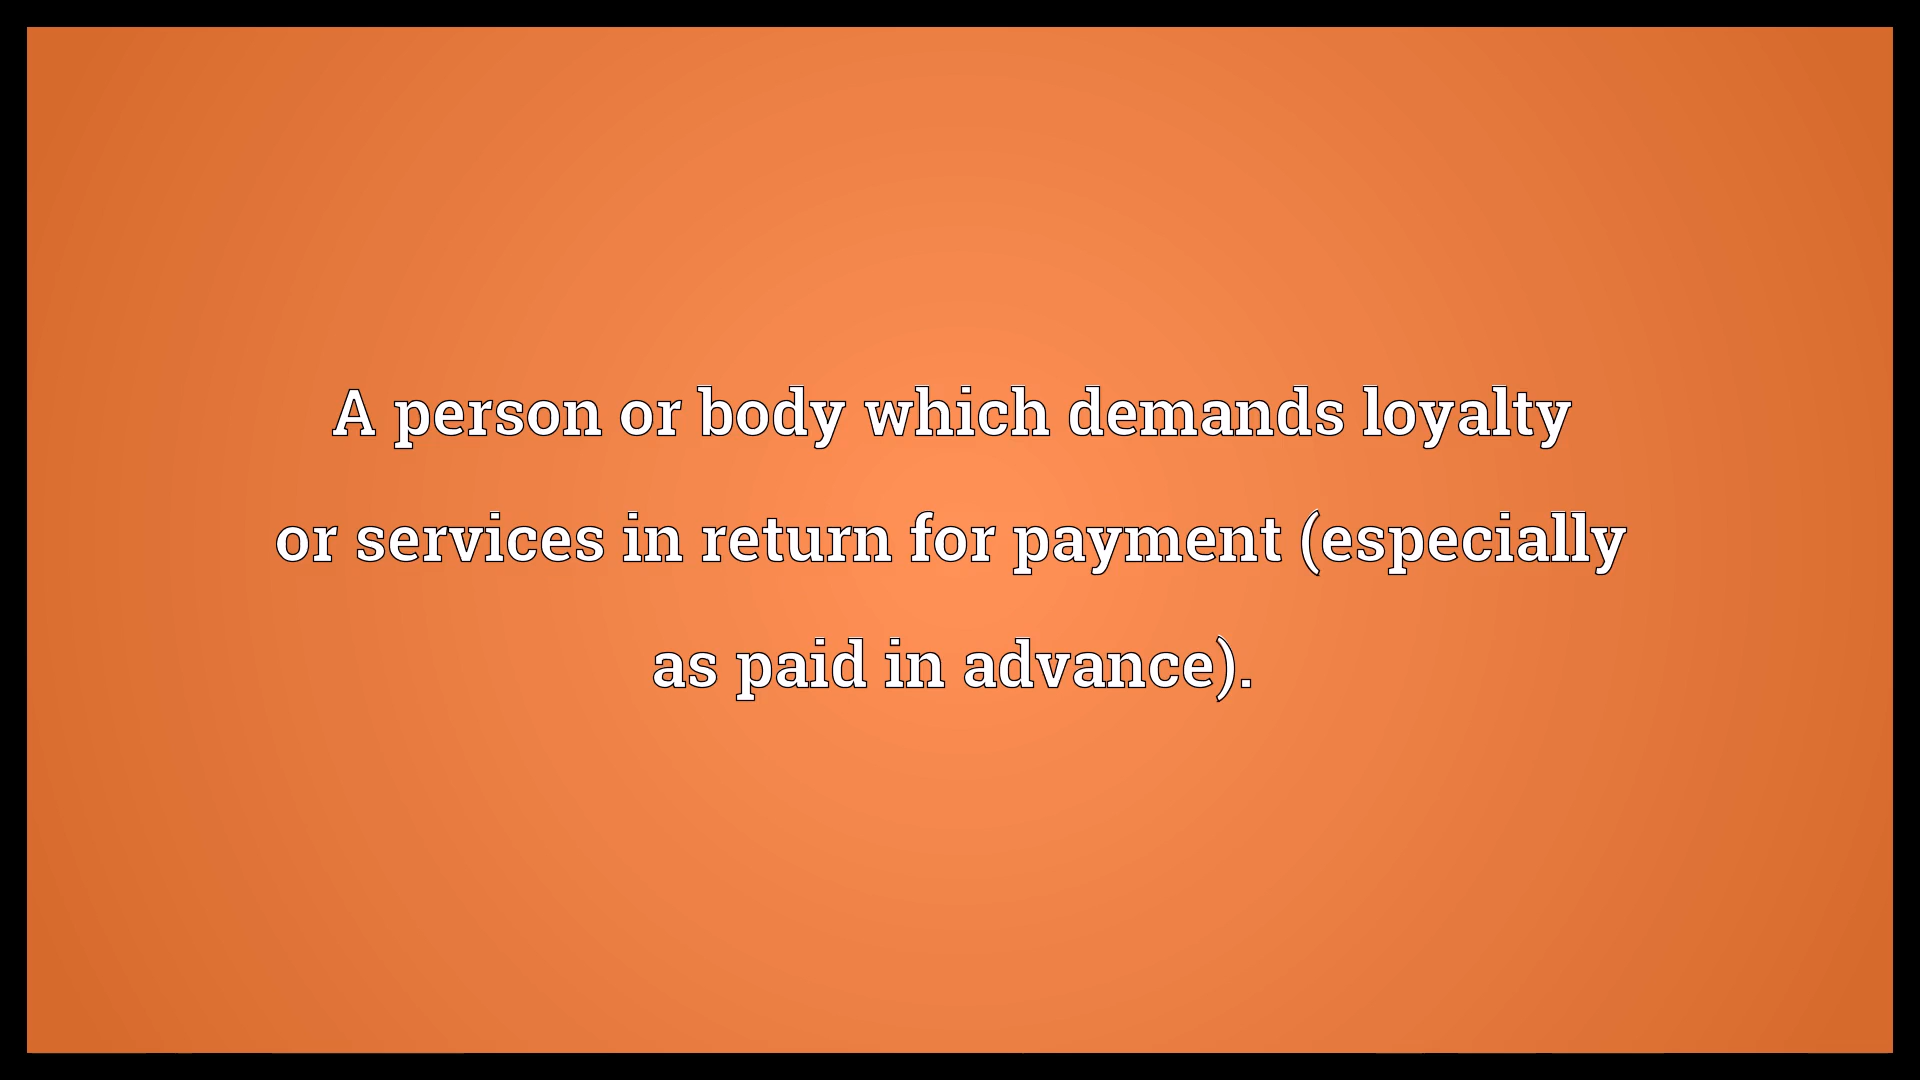 A person or body which demands loyalty
or services in return for payment (especially
as paid in advance).